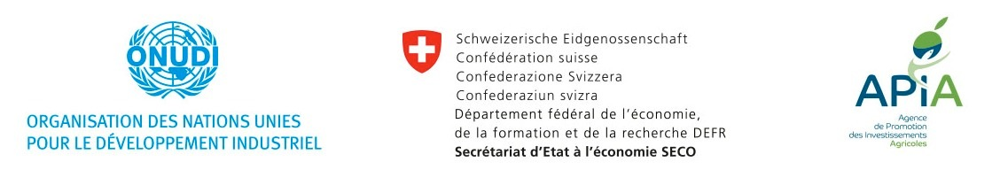 ONUDI
ORGANISATION DES NATIONS UNIES
POUR LE DÉVELOPPEMENT INDUSTRIEL
Schweizerische Eidgenossenschaft
Confédération suisse
Confederazione Svizzera
Confederaziun svizra
Département fédéral de l'économie,
de la formation et de la recherche DEFR
Secrétariat d'Etat à l'économie SECO
APiA
Agence
de Promotion
des Investissements
Agricoles